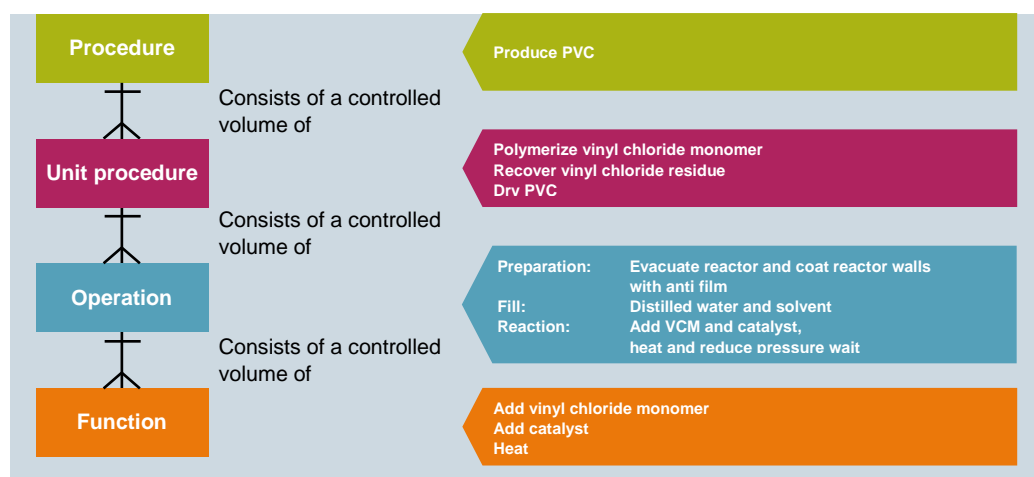 Procedure
Produce PVC
Consists of a controlled
volume of
Unit procedure
Polymerize vinyl chloride monomer
Recover vinyl chloride residue
Dry PVC
Consists of a controlled
volume of
Operation
Preparation: Evacuate reactor and coat reactor walls
with anti film
Fill: Distilled water and solvent
Reaction: Add VCM and catalyst,
heat and reduce pressure wait
Consists of a controlled
volume of
Function
Add vinyl chloride monomer
Add catalyst
Heat